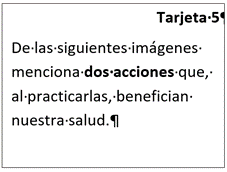 Tarjeta 5¶
De las siguientes imágenes
menciona dos acciones que,
al practicarlas, benefician
nuestra salud.¶